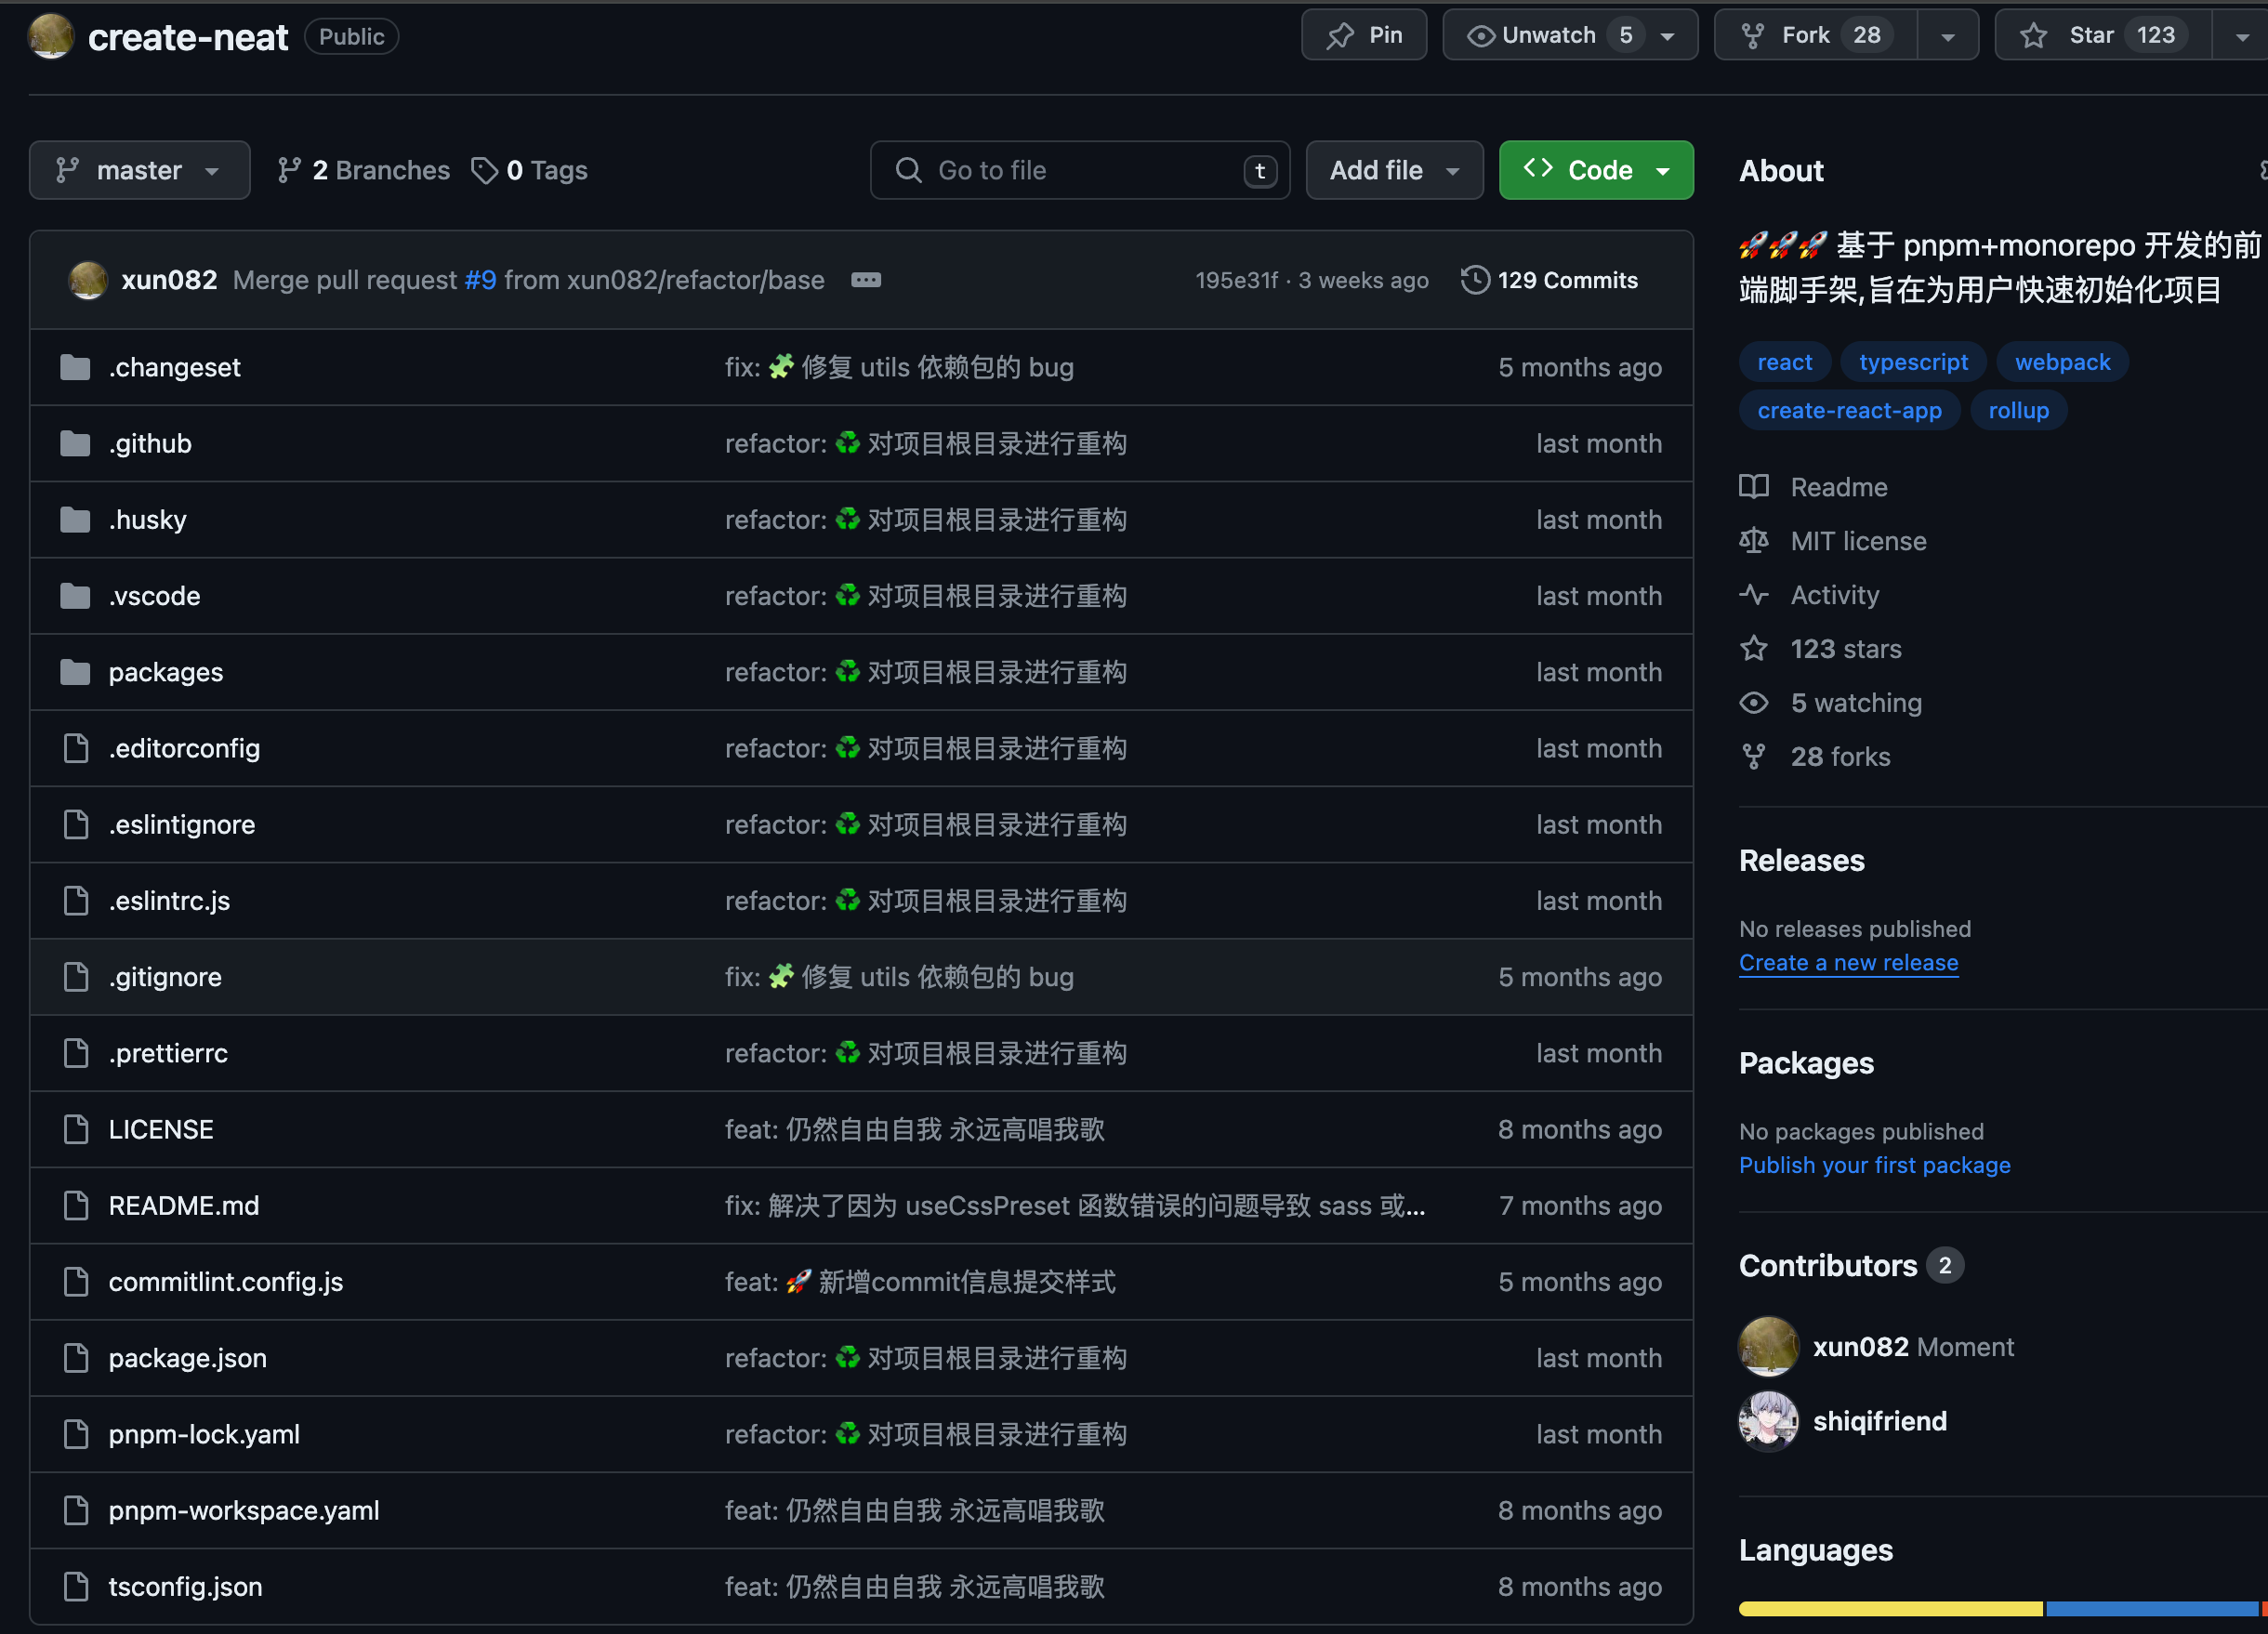 create-neat Public Pin Unwatch 5 Fork 28 Star 123
master 2 Branches 0 Tags Go to file t Add file Code
xun082 Merge pull request #9 from xun082/refactor/base 195e31f · 3 weeks ago 129 Commits
.changeset fix: 🧩 修复 utils 依赖包的 bug 5 months ago
.github refactor: ♻️ 对项目根目录进行重构 last month
.husky refactor: ♻️ 对项目根目录进行重构 last month
.vscode refactor: ♻️ 对项目根目录进行重构 last month
packages refactor: ♻️ 对项目根目录进行重构 last month
.editorconfig refactor: ♻️ 对项目根目录进行重构 last month
.eslintignore refactor: ♻️ 对项目根目录进行重构 last month
.eslintrc.js refactor: ♻️ 对项目根目录进行重构 last month
.gitignore fix: 🧩 修复 utils 依赖包的 bug 5 months ago
.prettierrc refactor: ♻️ 对项目根目录进行重构 last month
LICENSE feat: 仍然自由自我 永远高唱我歌 8 months ago
README.md fix: 解决了因为 useCssPreset 函数错误的问题导致 sass 或... 7 months ago
commitlint.config.js feat: 🚀 新增commit信息提交样式 5 months ago
package.json refactor: ♻️ 对项目根目录进行重构 last month
pnpm-lock.yaml refactor: ♻️ 对项目根目录进行重构 last month
pnpm-workspace.yaml feat: 仍然自由自我 永远高唱我歌 8 months ago
tsconfig.json feat: 仍然自由自我 永远高唱我歌 8 months ago
About
🚀🚀🚀 基于 pnpm+monorepo 开发的前
端脚手架,旨在为用户快速初始化项目
react typescript webpack
create-react-app rollup
Readme
MIT license
Activity
123 stars
5 watching
28 forks
Releases
No releases published
Create a new release
Packages
No packages published
Publish your first package
Contributors 2
xun082 Moment
shiqifriend
Languages